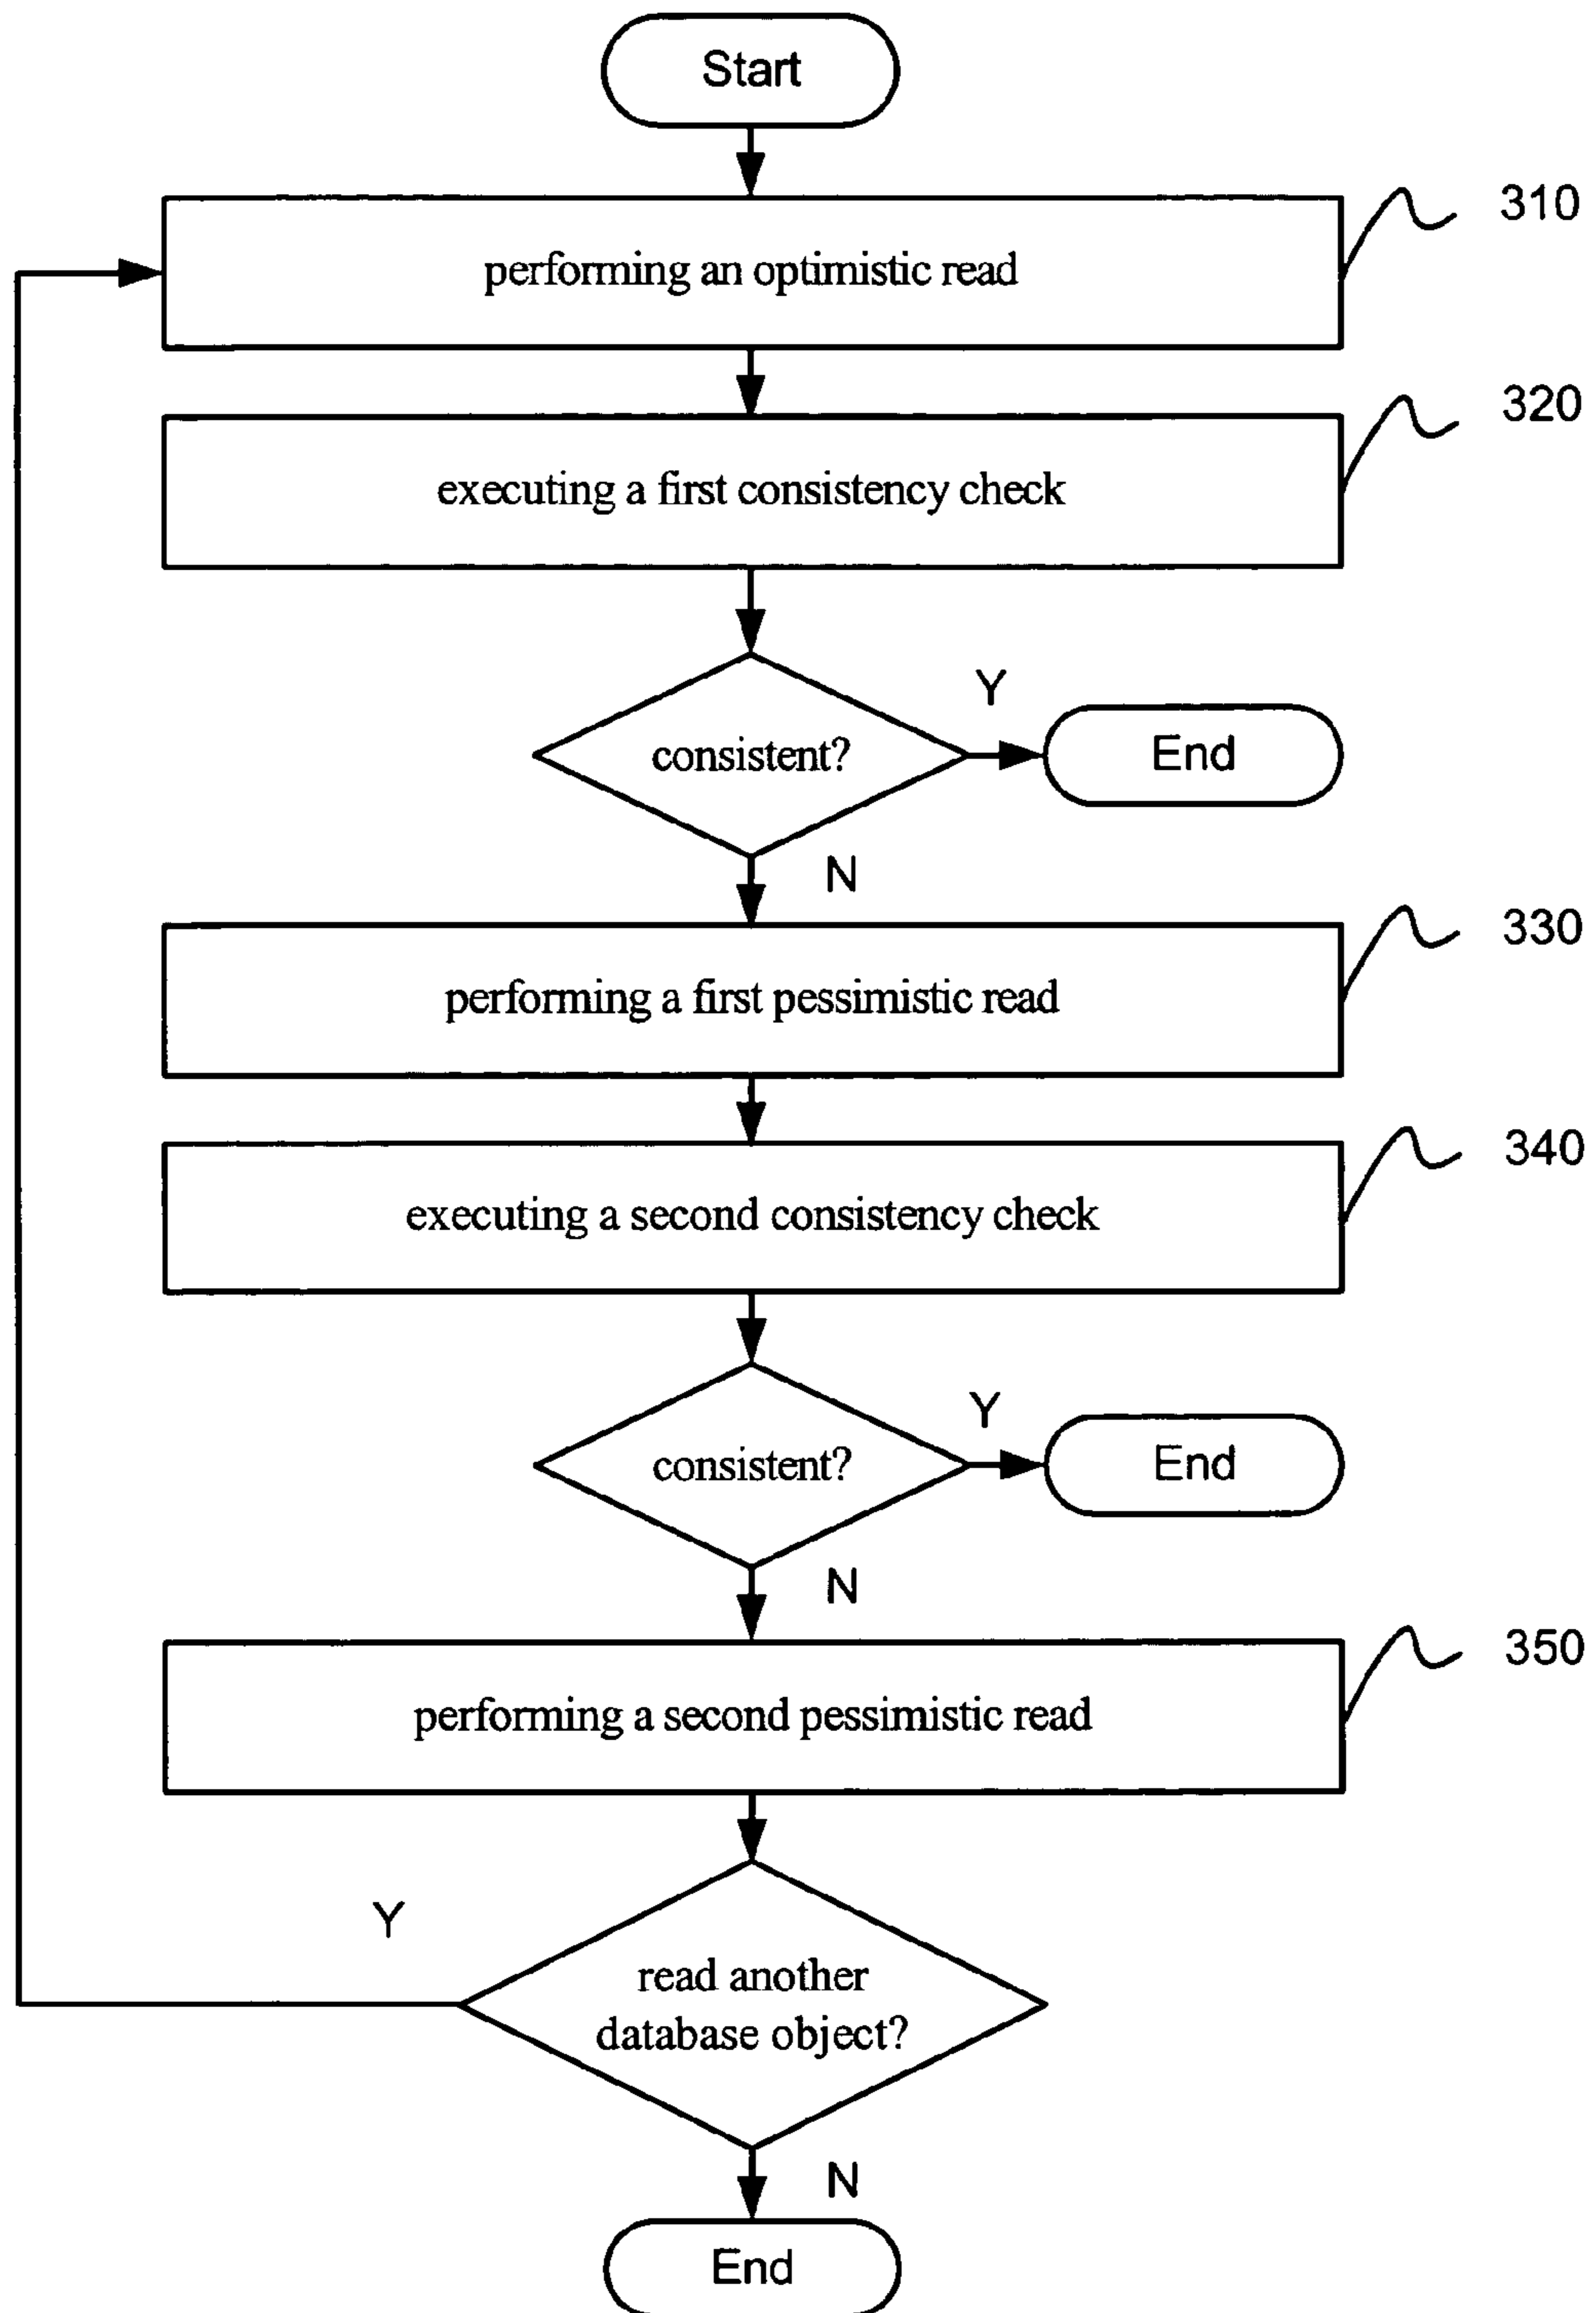 Start
performing an optimistic read
310
executing a first consistency check
320
consistent?
Y
End
N
performing a first pessimistic read
330
executing a second consistency check
340
consistent?
Y
End
N
performing a second pessimistic read
350
Y
read another
database object?
N
End